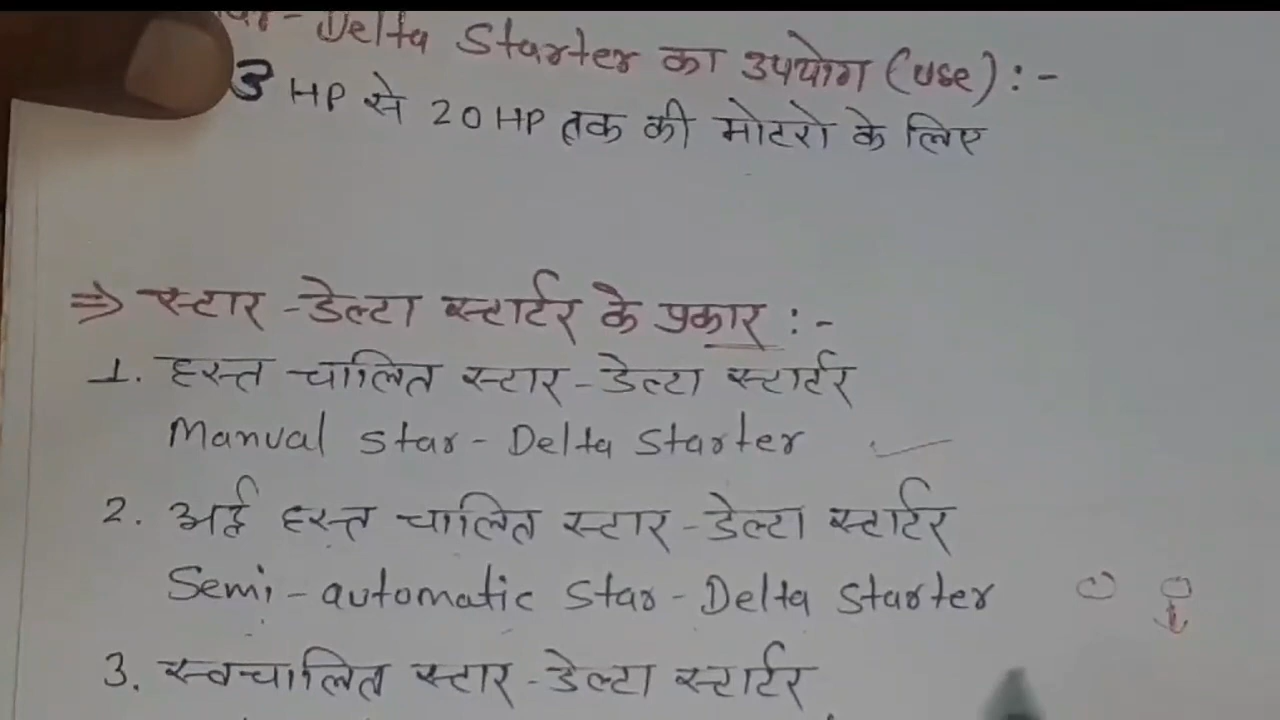 Delta Starter का उपयोग (use) : -
3 HP से 20 HP तक की मोटरो के लिए
⇒ स्टार - डेल्टा स्टार्टर के प्रकार : -
1. हस्त चालित स्टार - डेल्टा स्टार्टर
Manual Star - Delta Starter
2. अर्द्ध हस्त चालित स्टार - डेल्टा स्टार्टर
Semi - automatic Star - Delta Starter
3. स्वचालित स्टार - डेल्टा स्टार्टर